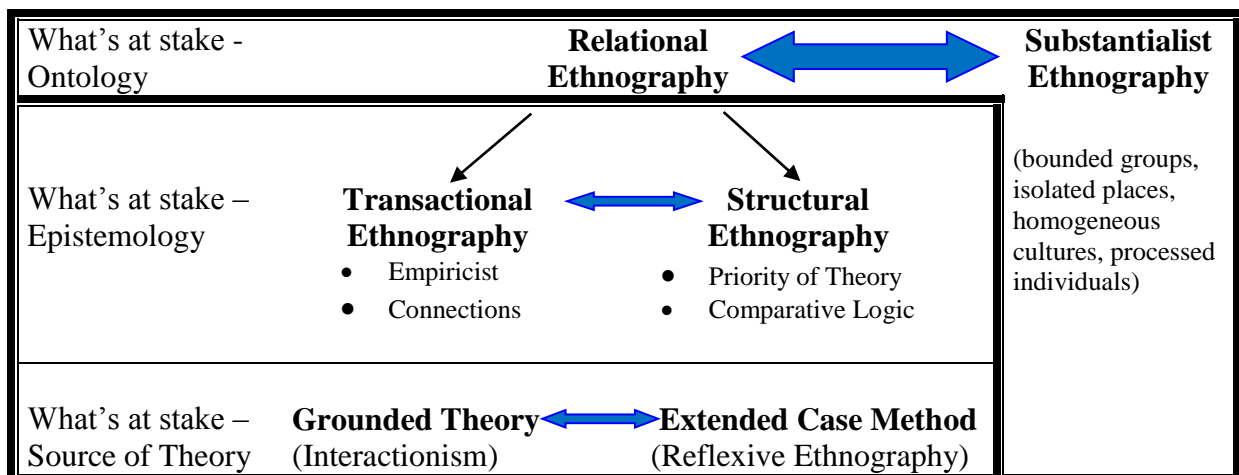 What’s at stake -
Ontology
Relational
Ethnography
Substantialist
Ethnography
(bounded groups,
isolated places,
homogeneous
cultures, processed
individuals)
What’s at stake –
Epistemology
Transactional
Ethnography
• Empiricist
• Connections
Structural
Ethnography
• Priority of Theory
• Comparative Logic
What’s at stake –
Source of Theory
Grounded Theory
(Interactionism)
Extended Case Method
(Reflexive Ethnography)